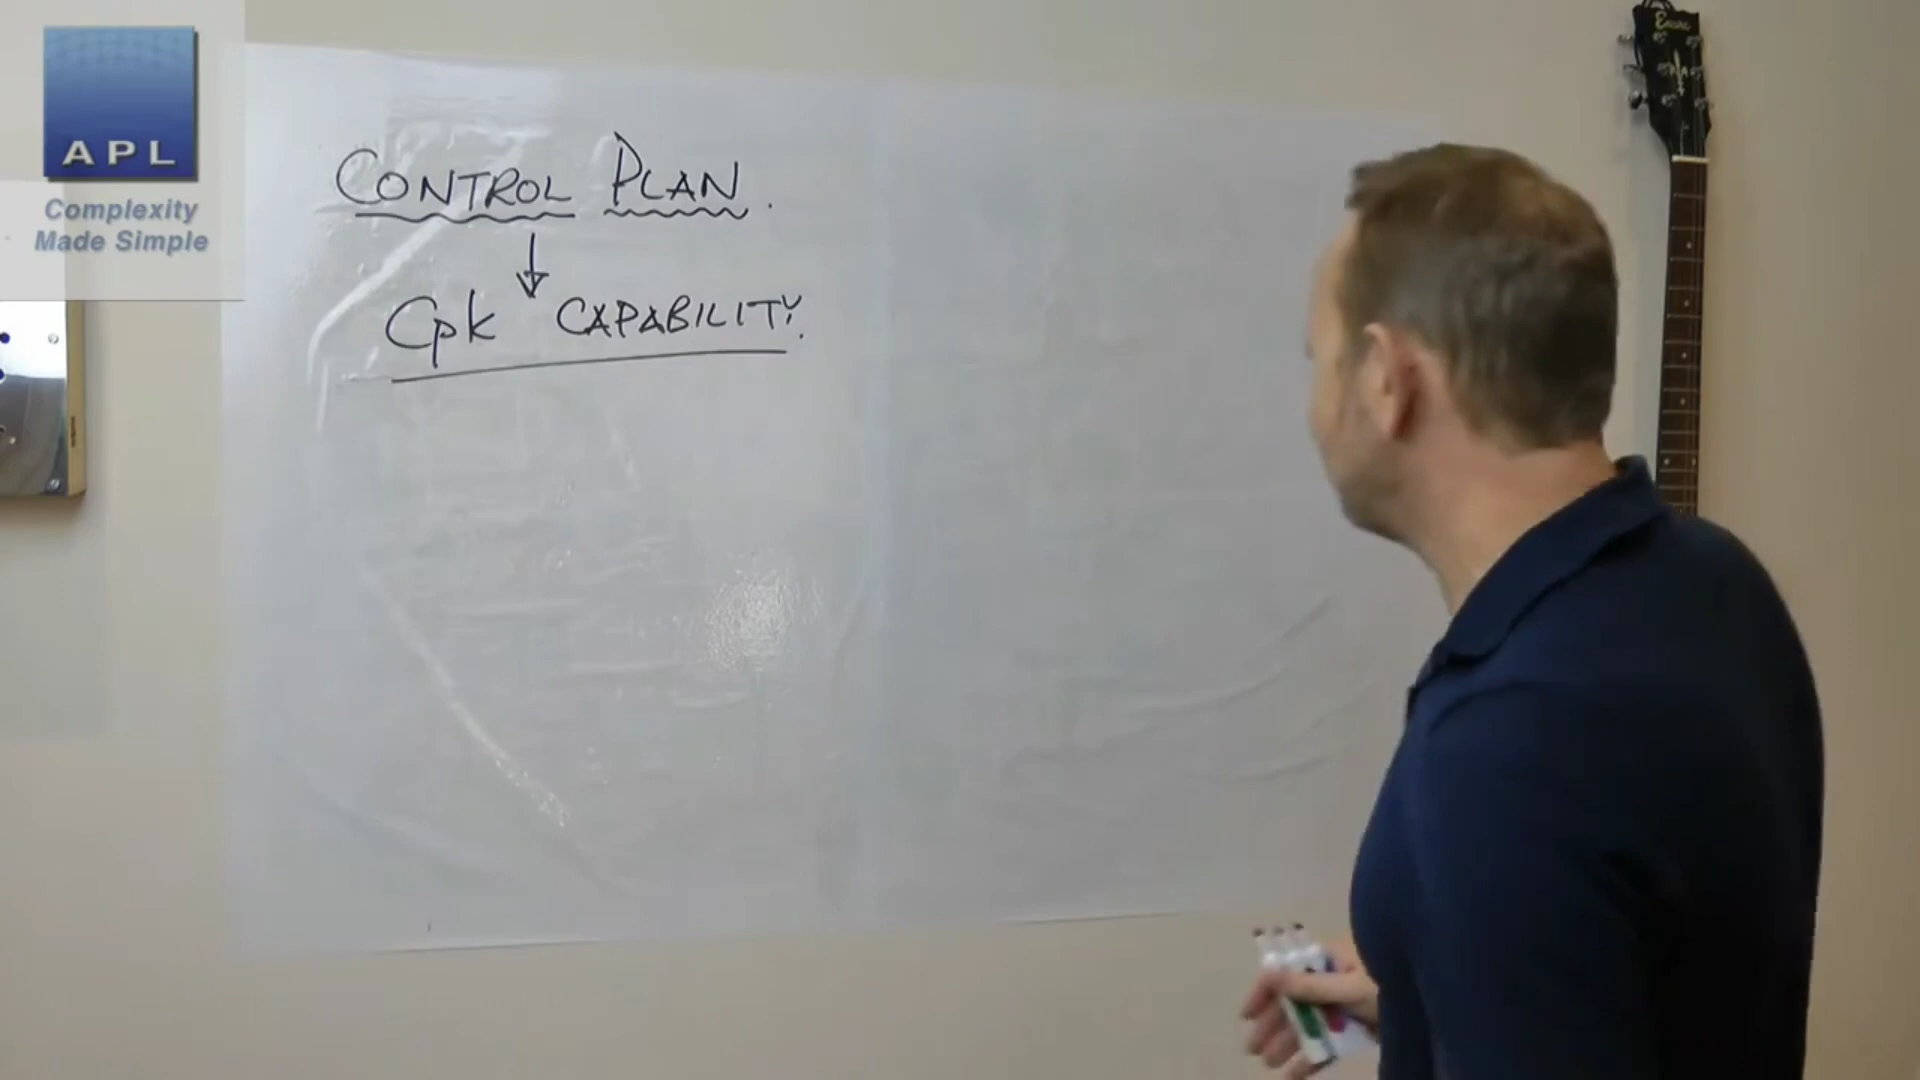 APL
Complexity
Made Simple
CONTROL PLAN.
Cpk CAPABILITY.